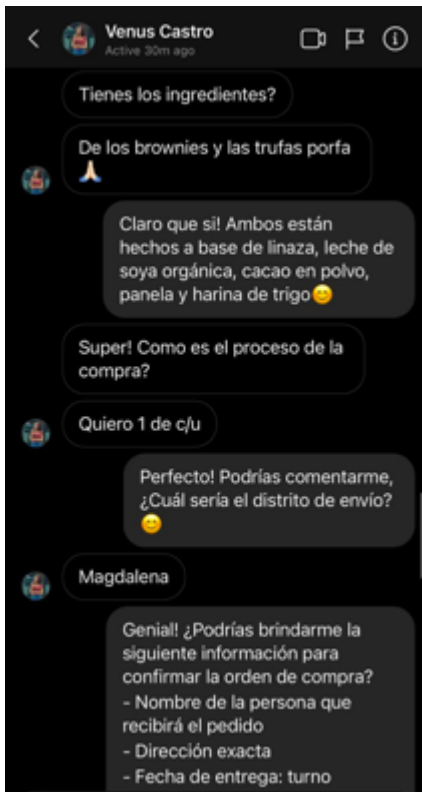 Venus Castro
Active 30m ago
Tienes los ingredientes?
De los brownies y las trufas porfa
🙏🏻
Claro que si! Ambos están
hechos a base de linaza, leche de
soya orgánica, cacao en polvo,
panela y harina de trigo😊
Super! Como es el proceso de la
compra?
Quiero 1 de c/u
Perfecto! Podrías comentarme,
¿Cuál sería el distrito de envío?
😊
Magdalena
Genial! ¿Podrías brindarme la
siguiente información para
confirmar la orden de compra?
- Nombre de la persona que
recibirá el pedido
- Dirección exacta
- Fecha de entrega: turno